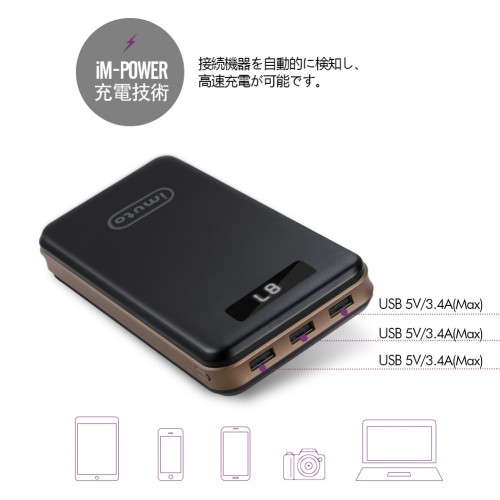 iM-POWER
充電技術
接続機器を自動的に検知し、
高速充電が可能です。
imuto
87
USB 5V/3.4A(Max)
USB 5V/3.4A(Max)
USB 5V/3.4A(Max)